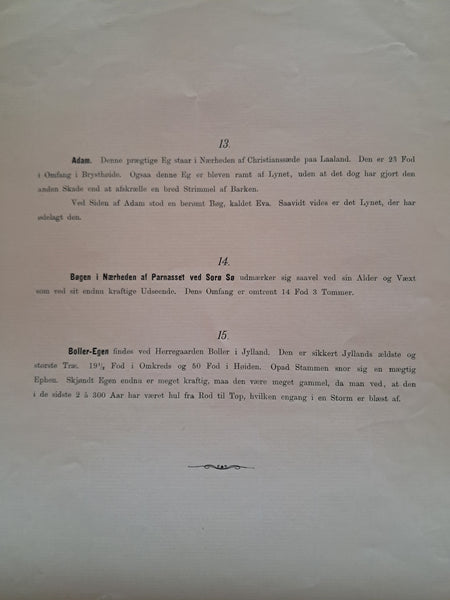 13.
Adam. Denne prægtige Eg staar i Nærheden af Christianssæde paa Laaland. Den er 23 Fod
i Omfang i Brysthøide. Ogsaa denne Eg er bleven ramt af Lynet, uden at det dog har gjort den
anden Skade end at afskrælle en bred Strimmel af Barken.
Ved Siden af Adam stod en berømt Bøg, kaldet Eva. Saavidt vides er det Lynet, der har
ødelagt den.
14.
Bøgen i Nærheden af Parnasset ved Sorø Sø udmærker sig saavel ved sin Alder og Væxt
som ved sit endnu kraftige Udseende. Dens Omfang er omtrent 14 Fod 3 Tommer.
15.
Boller-Egen findes ved Herregaarden Boller i Jylland. Den er sikkert Jyllands ældste og
største Træ. 19¾ Fod i Omkreds og 50 Fod i Høiden. Opad Stammen snor sig en mægtig
Epheu. Skjøndt Egen endnu er meget kraftig, maa den være meget gammel, da man ved, at den
i de sidste 2 à 300 Aar har været hul fra Rod til Top, hvilken engang i en Storm er blæst af.